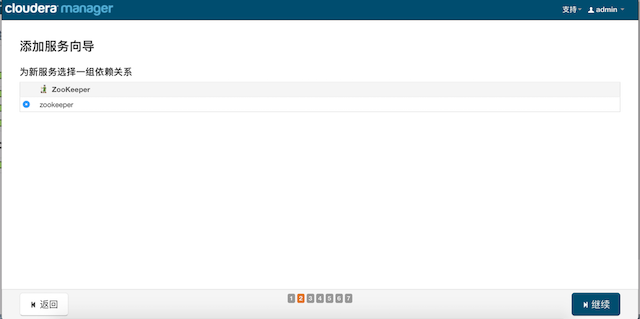 cloudera manager 支持 admin
添加服务向导
为新服务选择一组依赖关系
ZooKeeper
zookeeper
返回 1 2 3 4 5 6 7 继续